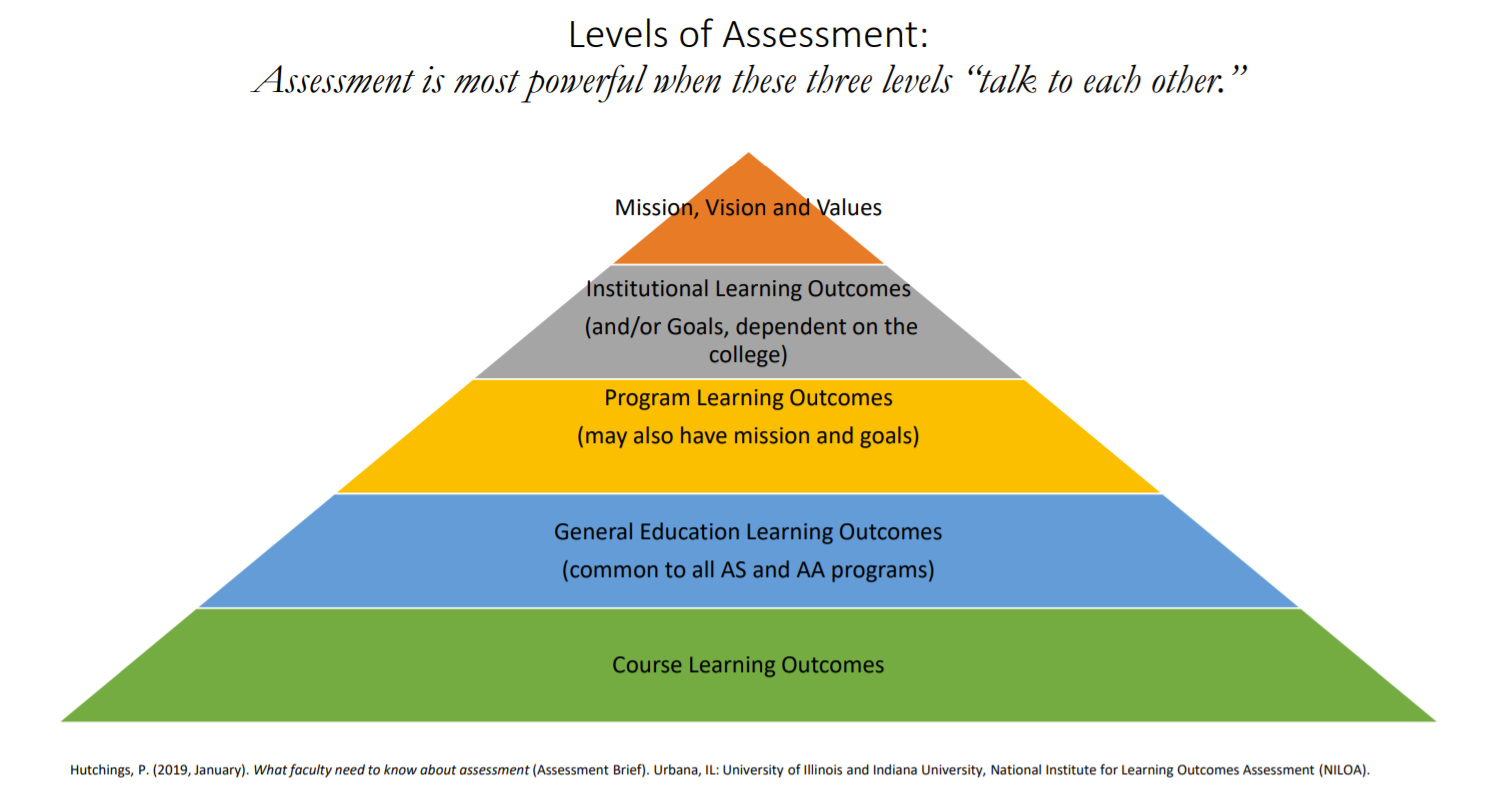 Levels of Assessment:
Assessment is most powerful when these three levels “talk to each other.”
Mission, Vision and Values
Institutional Learning Outcomes
(and/or Goals, dependent on the
college)
Program Learning Outcomes
(may also have mission and goals)
General Education Learning Outcomes
(common to all AS and AA programs)
Course Learning Outcomes
Hutchings, P. (2019, January). What faculty need to know about assessment (Assessment Brief). Urbana, IL: University of Illinois and Indiana University, National Institute for Learning Outcomes Assessment (NILOA).